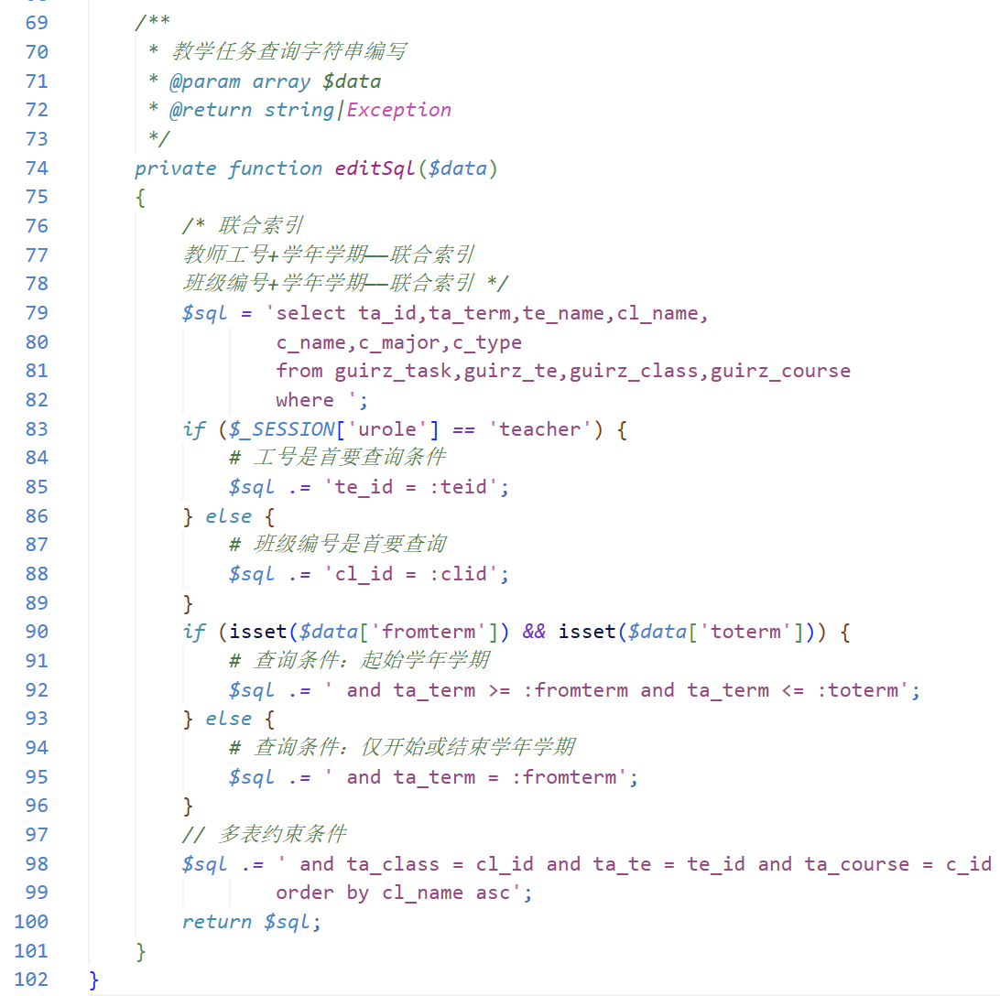 69 /**
70 * 教学任务查询字符串编写
71 * @param array $data
72 * @return string|Exception
73 */
74 private function editSql($data)
75 {
76 /* 联合索引
77 教师工号+学年学期——联合索引
78 班级编号+学年学期——联合索引 */
79 $sql = 'select ta_id,ta_term,te_name,cl_name,
80 c_name,c_major,c_type
81 from guirz_task,guirz_te,guirz_class,guirz_course
82 where ';
83 if ($_SESSION['urole'] == 'teacher') {
84 # 工号是首要查询条件
85 $sql .= 'te_id = :teid';
86 } else {
87 # 班级编号是首要查询
88 $sql .= 'cl_id = :clid';
89 }
90 if (isset($data['fromterm']) && isset($data['toterm'])) {
91 # 查询条件：起始学年学期
92 $sql .= ' and ta_term >= :fromterm and ta_term <= :toterm';
93 } else {
94 # 查询条件：仅开始或结束学年学期
95 $sql .= ' and ta_term = :fromterm';
96 }
97 // 多表约束条件
98 $sql .= ' and ta_class = cl_id and ta_te = te_id and ta_course = c_id
99 order by cl_name asc';
100 return $sql;
101 }
102 }